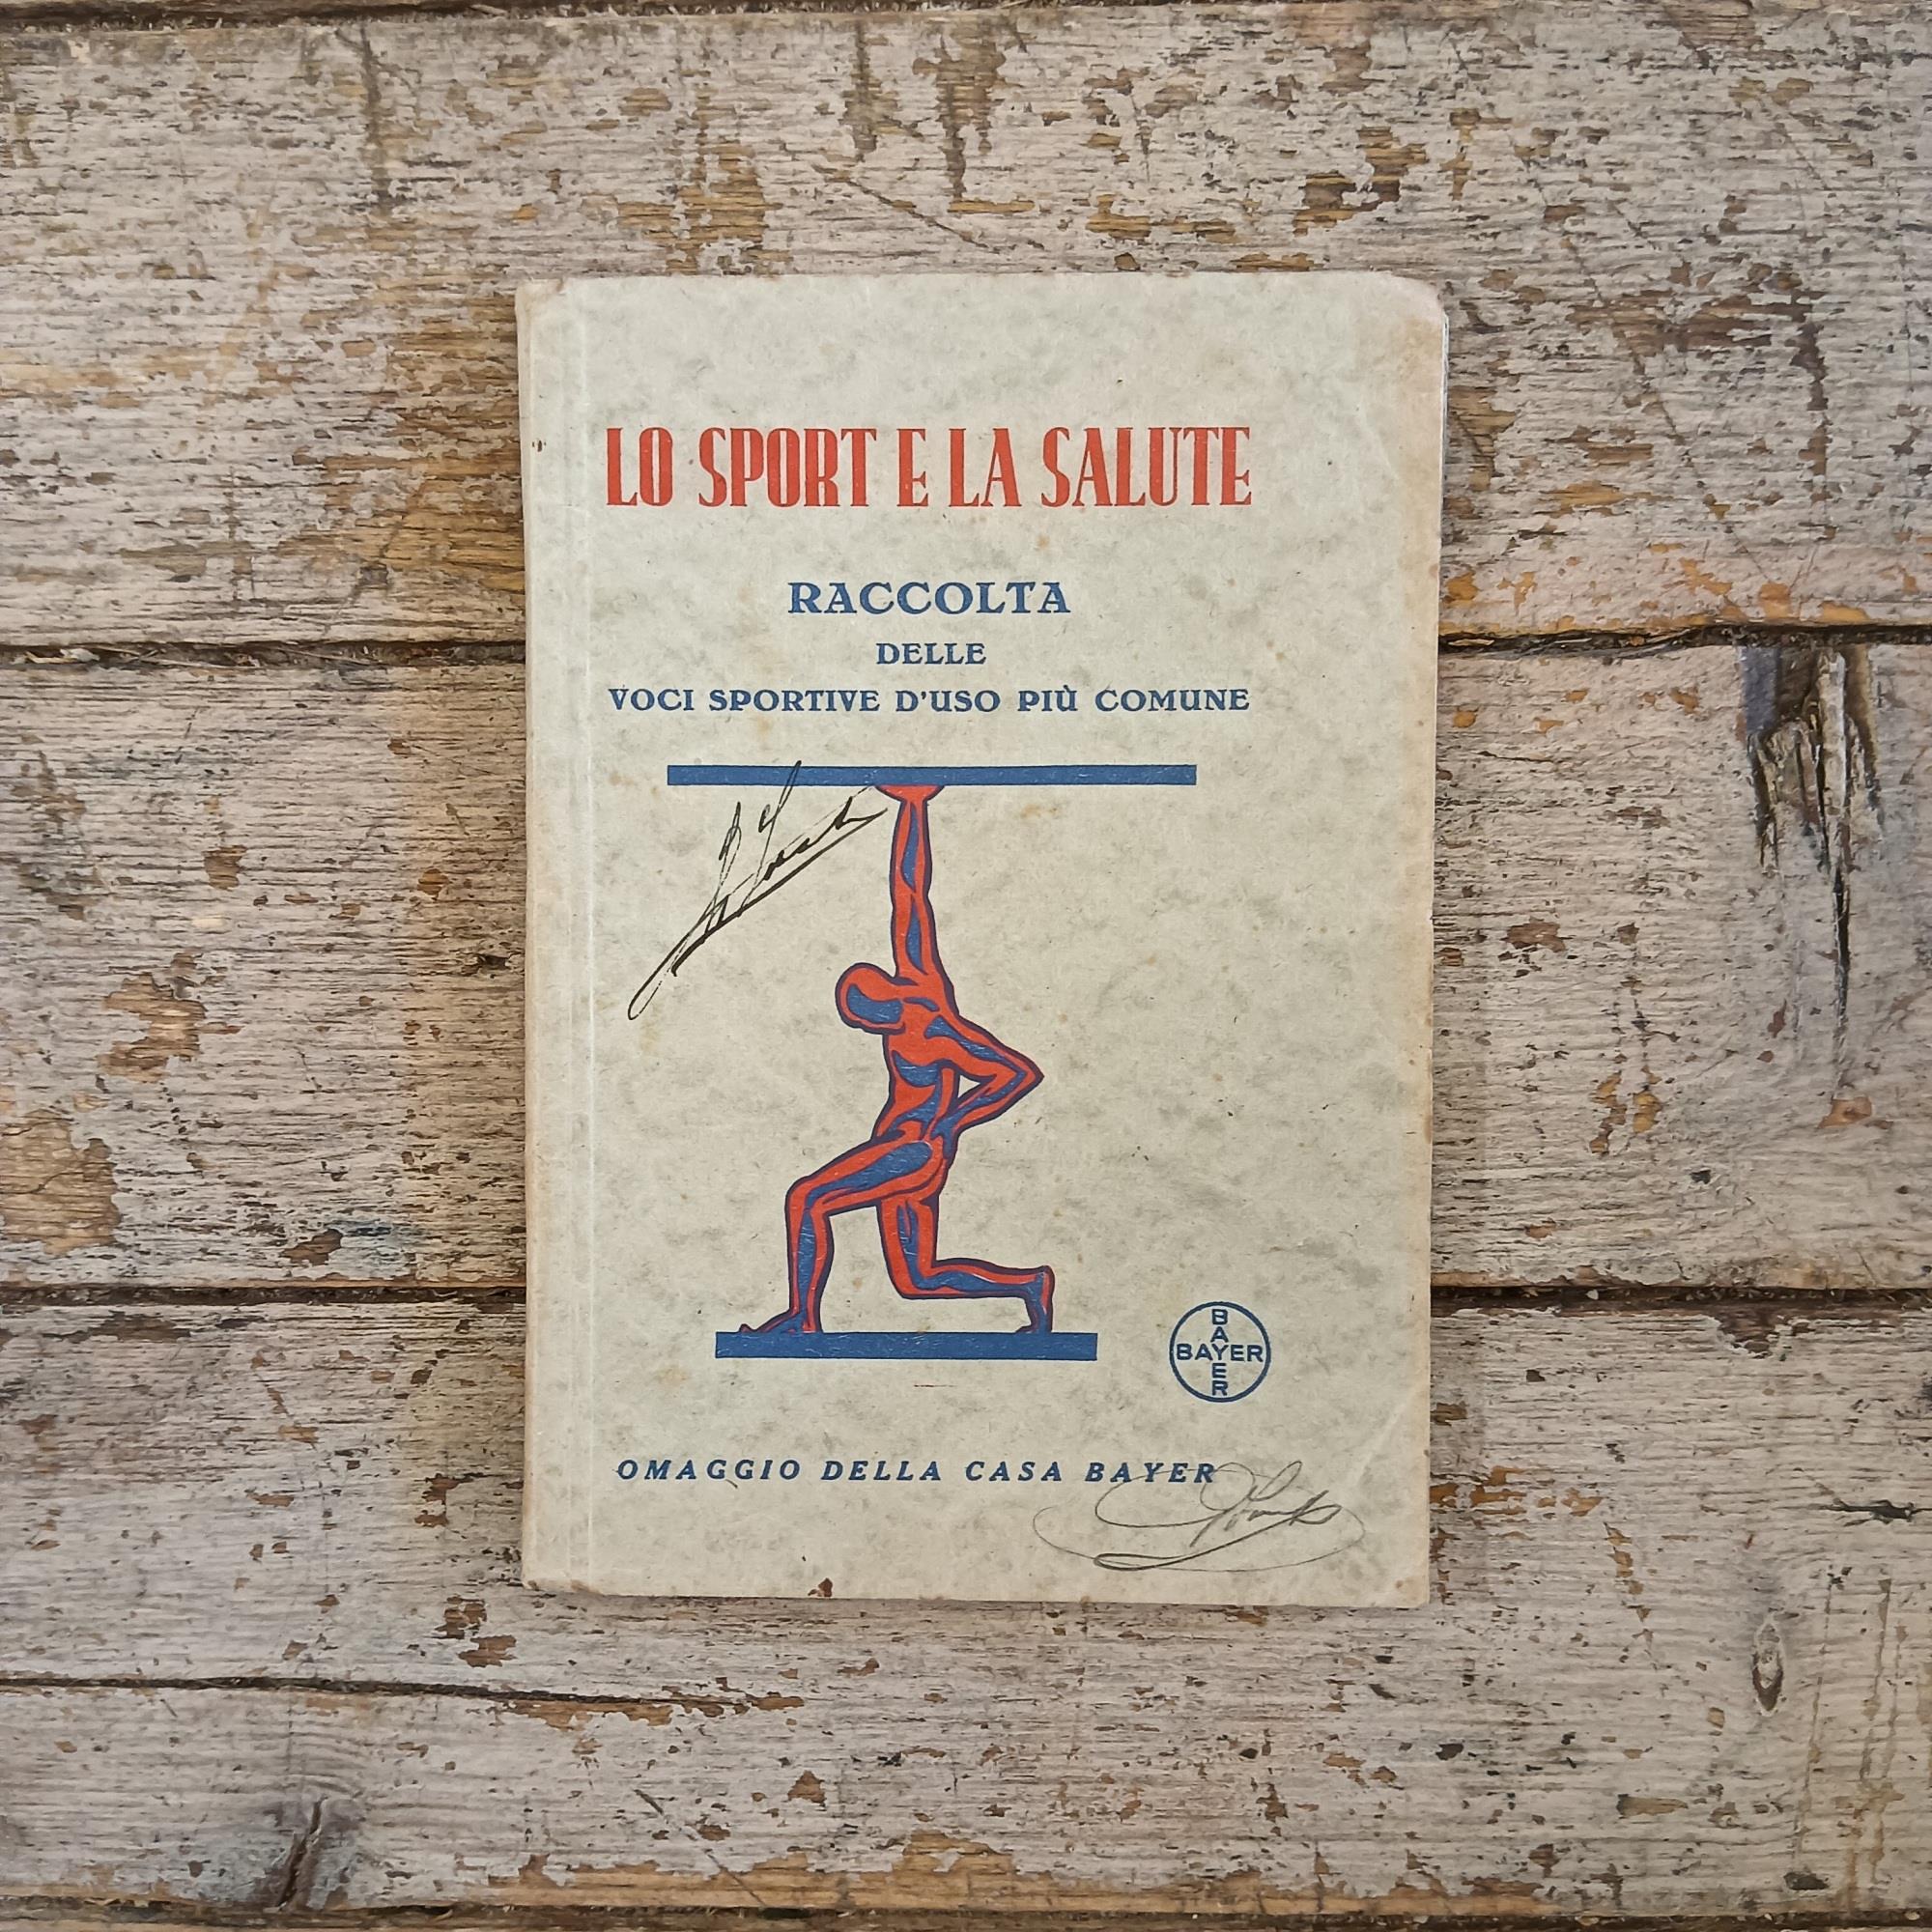 LO SPORT E LA SALUTE
RACCOLTA
DELLE
VOCI SPORTIVE D'USO PIÙ COMUNE
BAYER
BAYER
OMAGGIO DELLA CASA BAYER